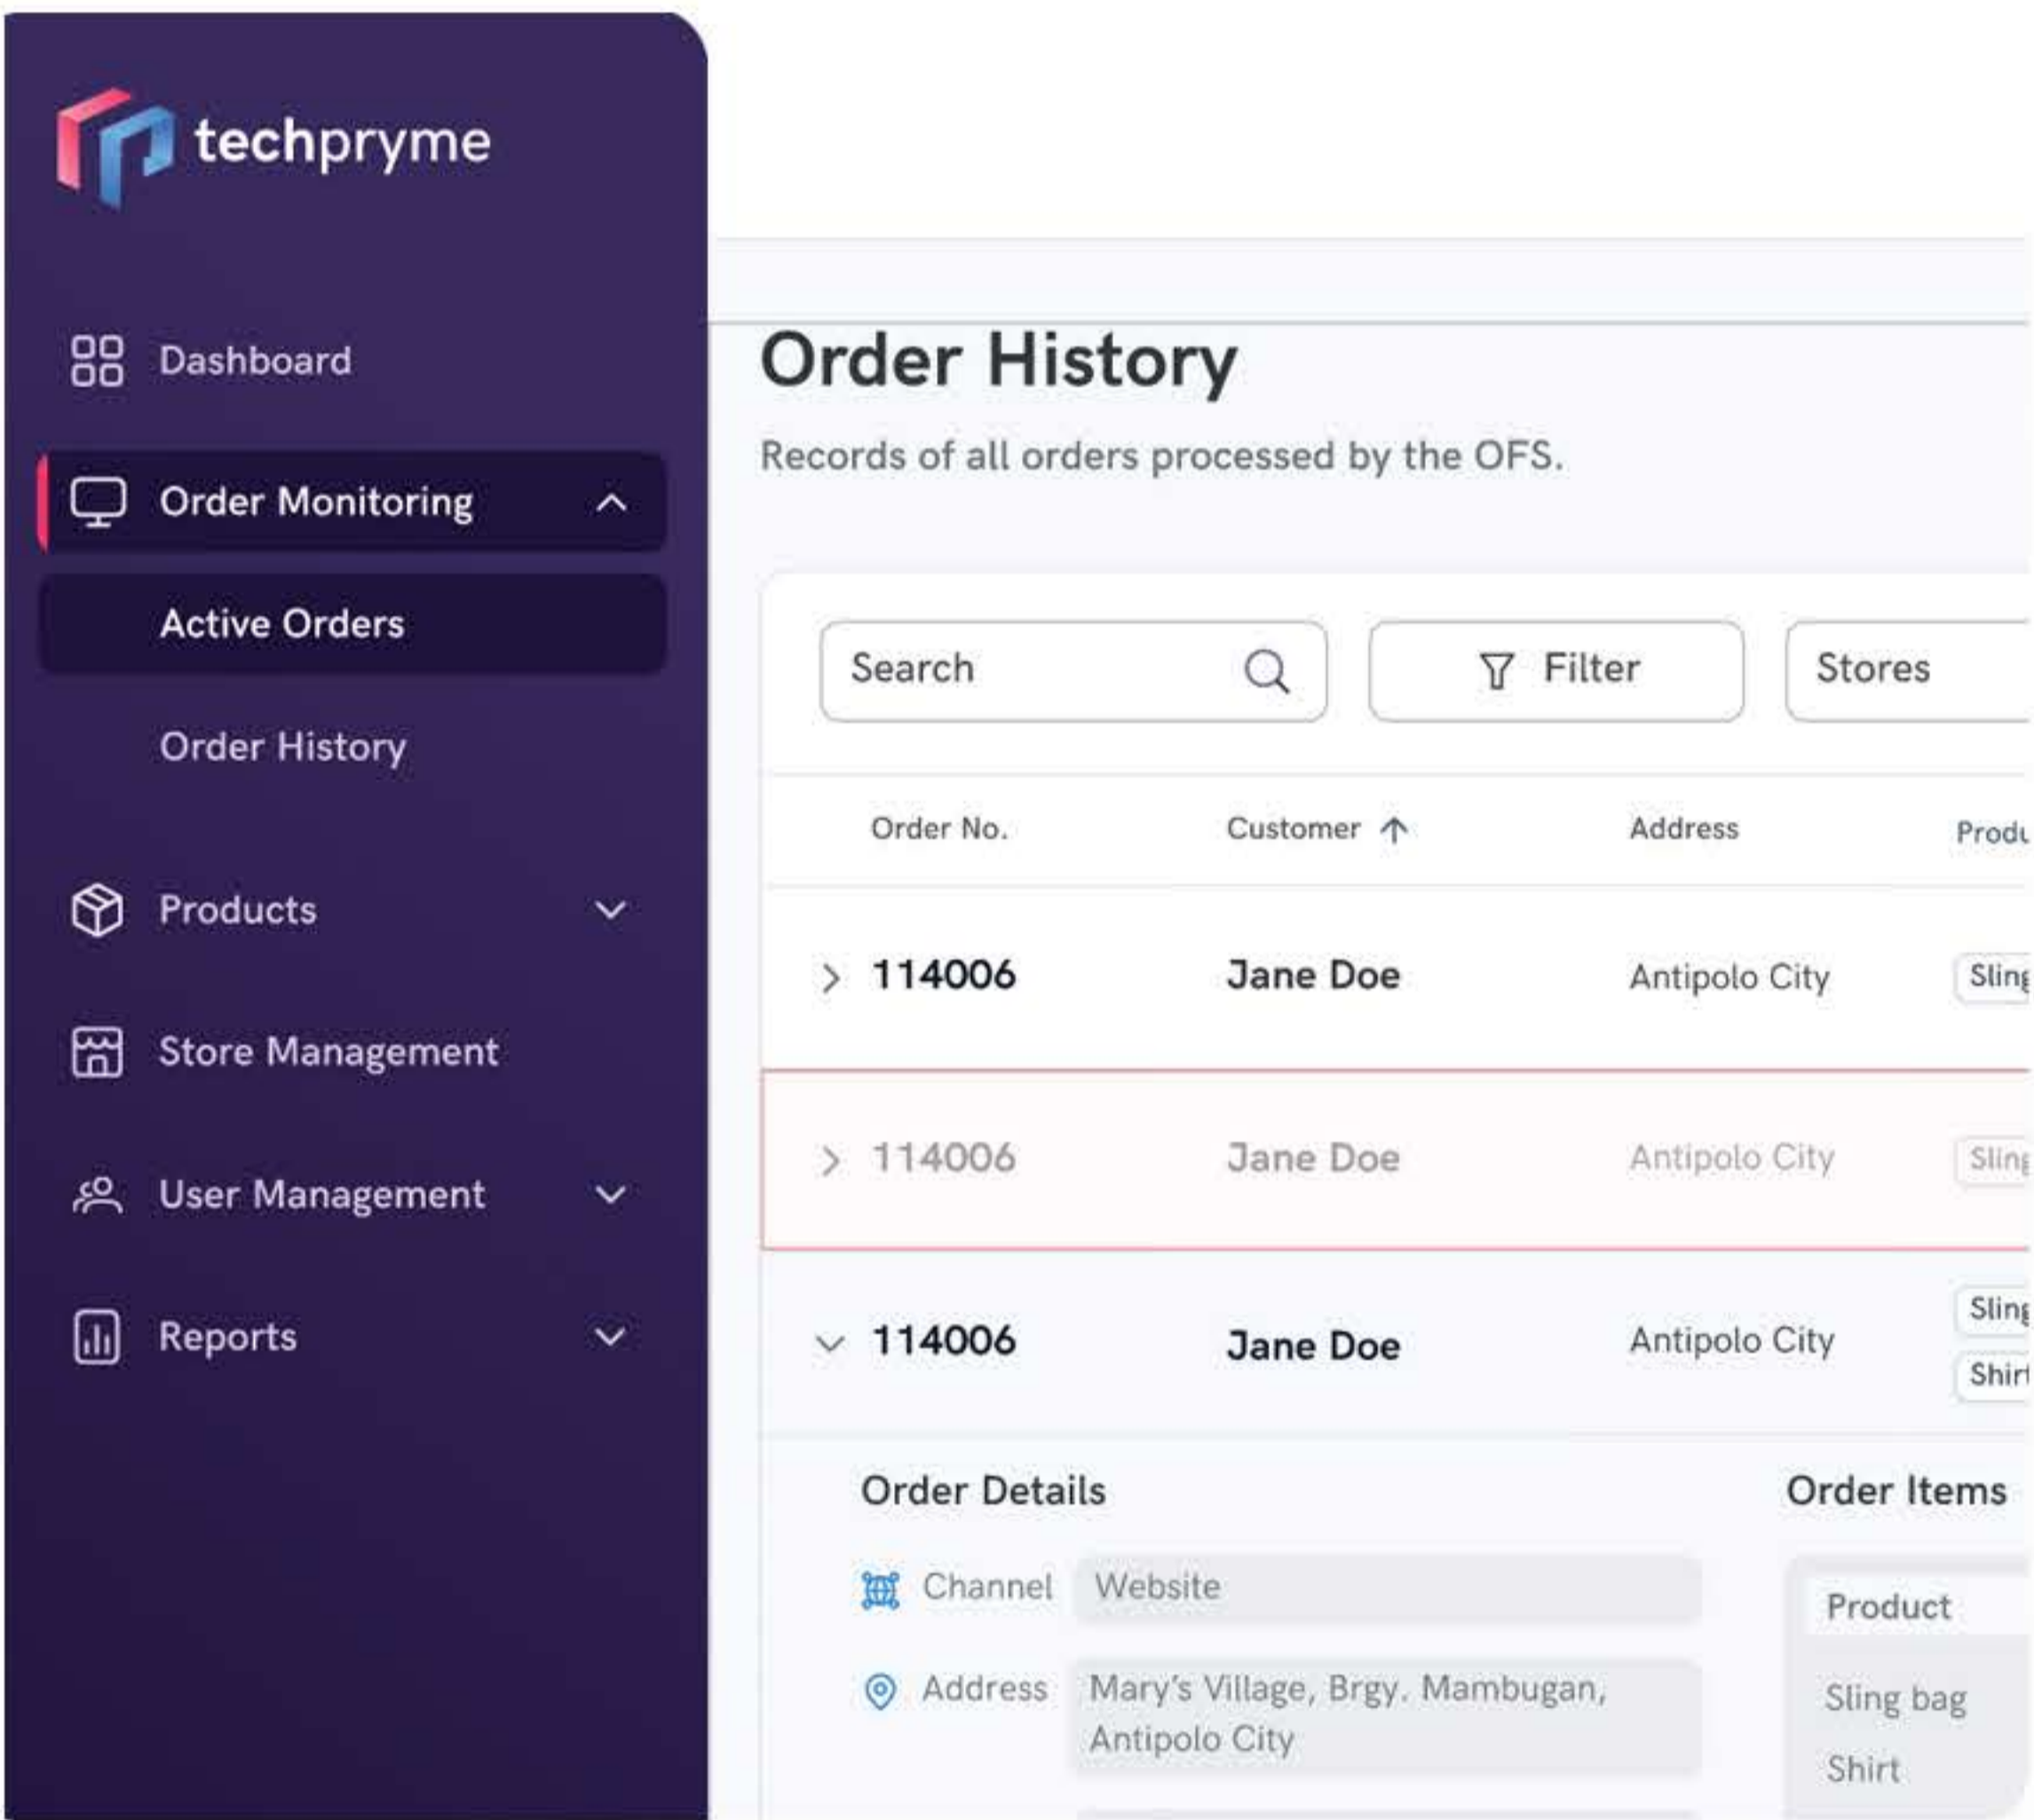 techpryme
Dashboard
Order Monitoring
Active Orders
Order History
Products
Store Management
User Management
Reports
Order History
Records of all orders processed by the OFS.
Search
Filter
Stores
Order No. Customer Address
114006 Jane Doe Antipolo City
114006 Jane Doe Antipolo City
114006 Jane Doe Antipolo City
Order Details
Channel Website
Address Mary's Village, Brgy. Mambugan,
Antipolo City
Order Items
Product
Sling bag
Shirt